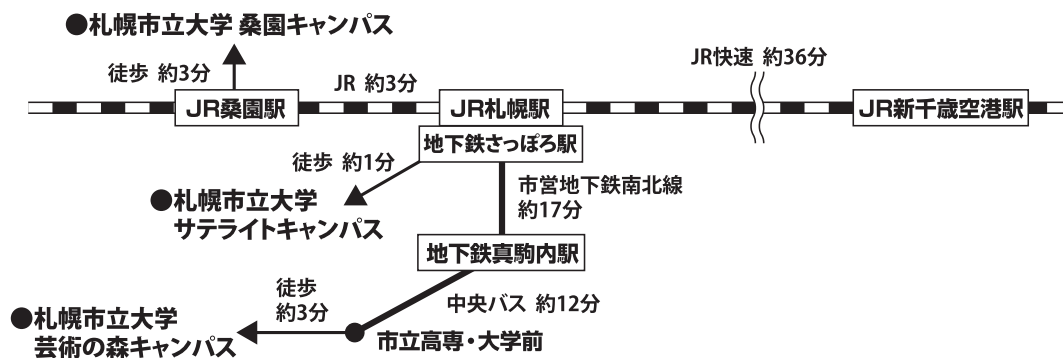 ●札幌市立大学 桑園キャンパス
徒歩 約3分
JR 約3分
JR快速 約36分
JR桑園駅
JR札幌駅
JR新千歳空港駅
地下鉄さっぽろ駅
徒歩 約1分
●札幌市立大学
サテライトキャンパス
市営地下鉄南北線
約17分
地下鉄真駒内駅
徒歩
約3分
中央バス 約12分
●札幌市立大学
芸術の森キャンパス
市立高専・大学前